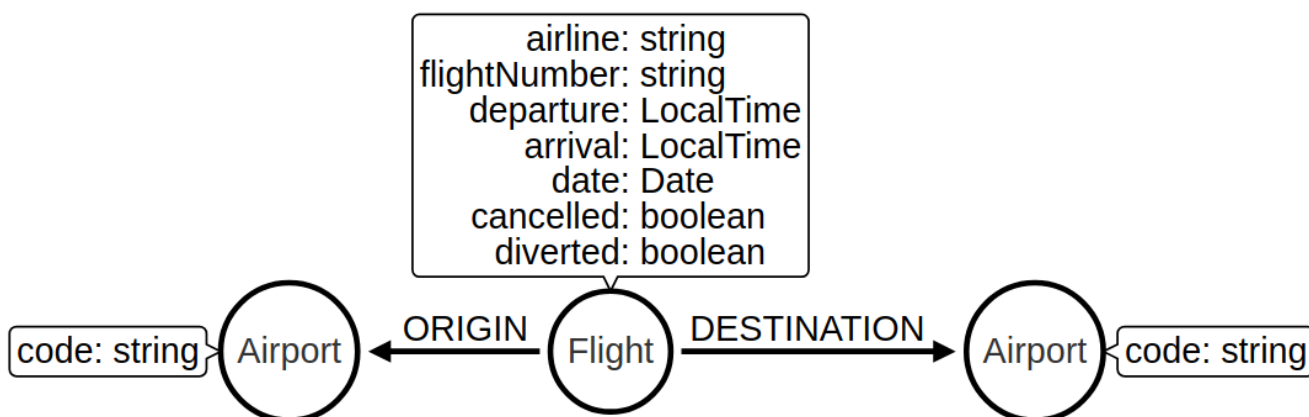 airline: string
flightNumber: string
departure: LocalTime
arrival: LocalTime
date: Date
cancelled: boolean
diverted: boolean
code: string
Airport
ORIGIN
Flight
DESTINATION
Airport
code: string